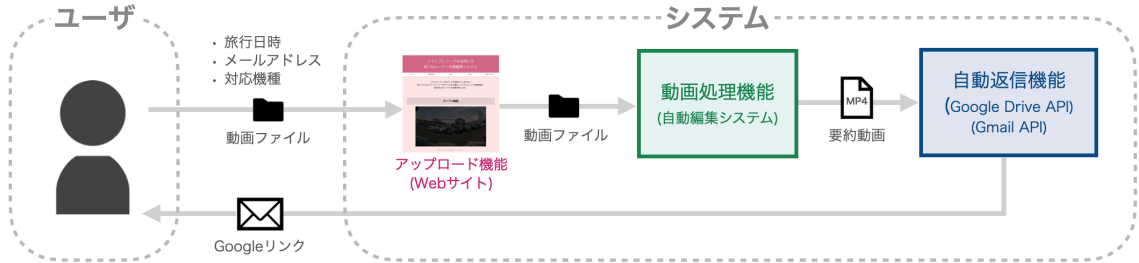 ユーザ
システム
・ 旅行日時
・ メールアドレス
・ 対応機種
動画ファイル
アップロード機能
(Webサイト)
動画ファイル
動画処理機能
(自動編集システム)
MP4
要約動画
自動返信機能
(Google Drive API)
(Gmail API)
Googleリンク